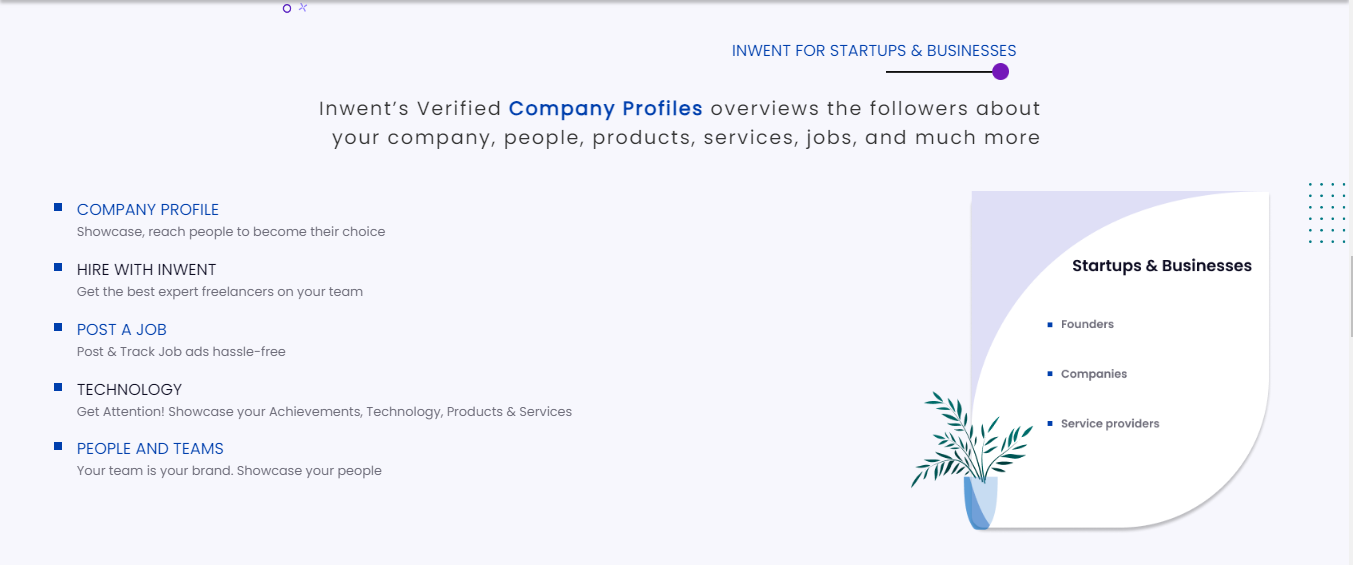 INWENT FOR STARTUPS & BUSINESSES
Inwent’s Verified Company Profiles overviews the followers about
your company, people, products, services, jobs, and much more
COMPANY PROFILE
Showcase, reach people to become their choice
HIRE WITH INWENT
Get the best expert freelancers on your team
POST A JOB
Post & Track Job ads hassle-free
TECHNOLOGY
Get Attention! Showcase your Achievements, Technology, Products & Services
PEOPLE AND TEAMS
Your team is your brand. Showcase your people
Startups & Businesses
Founders
Companies
Service providers